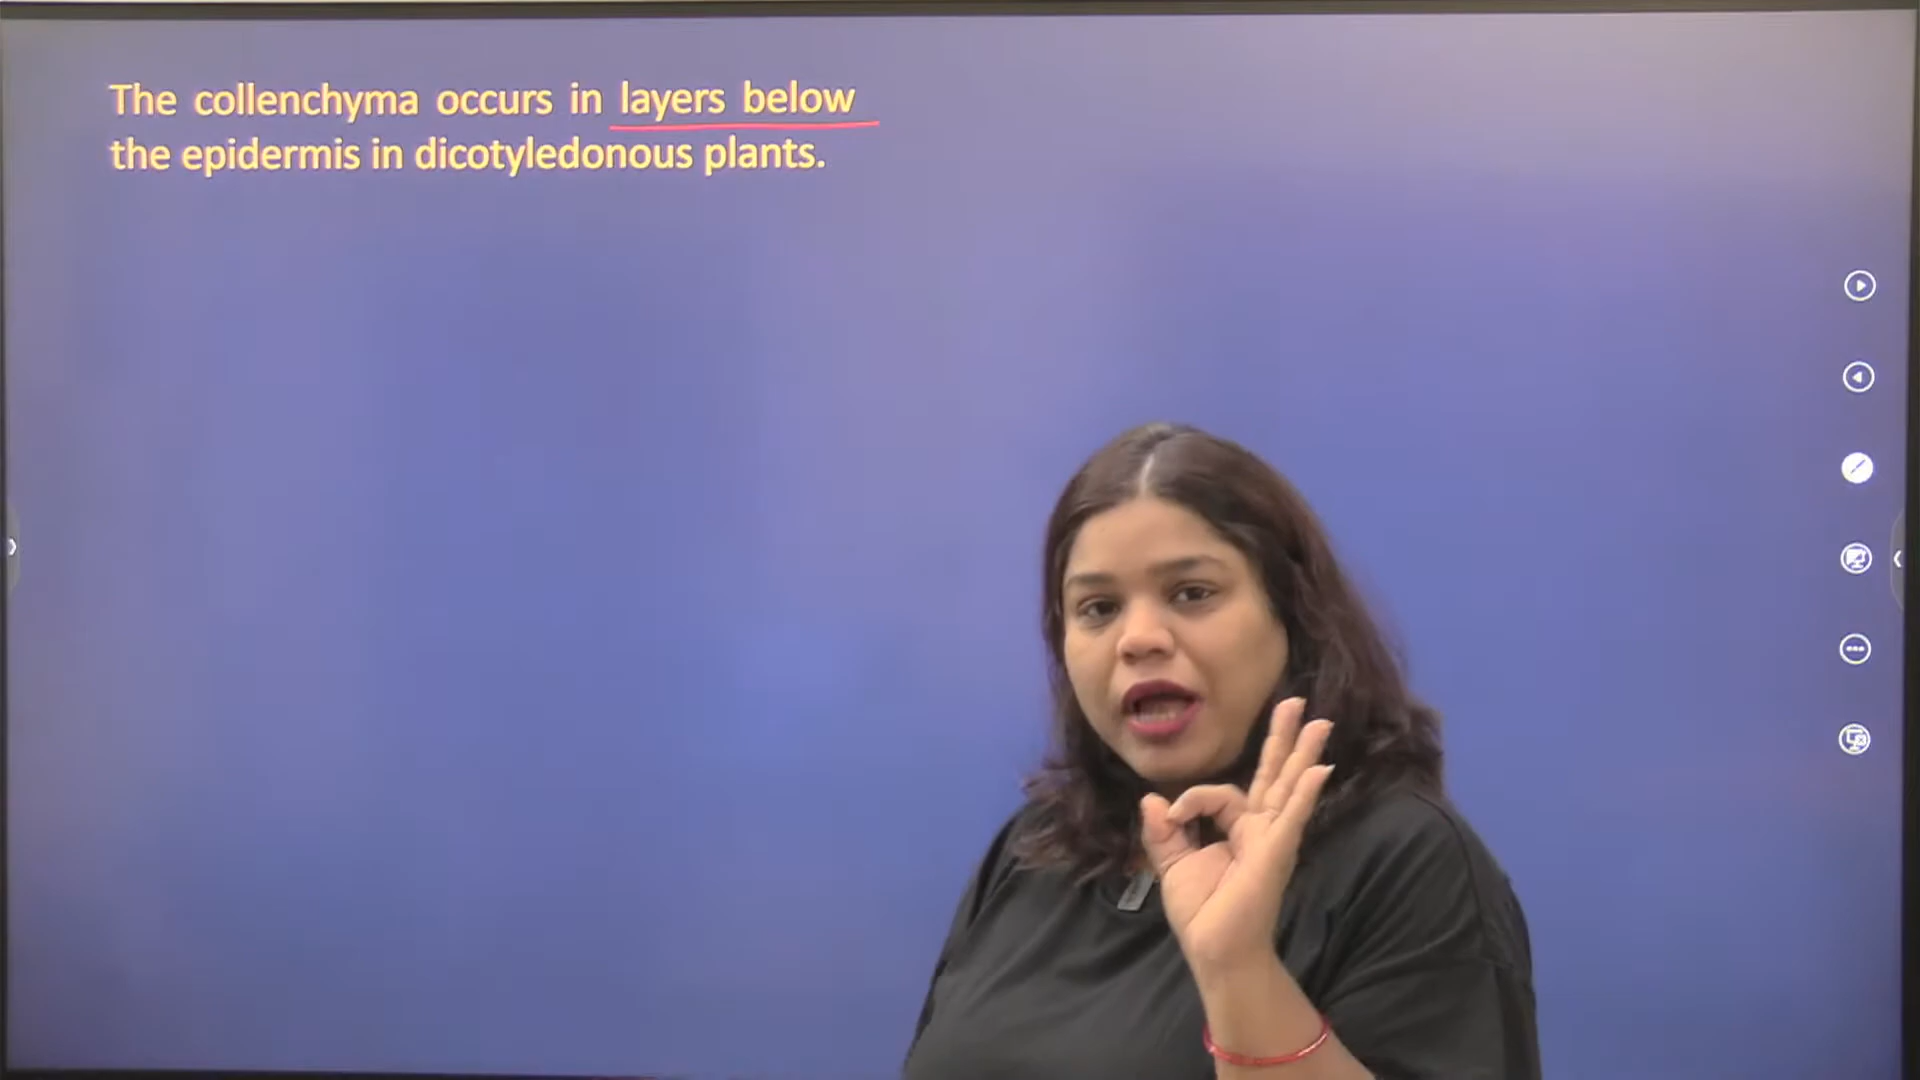 The collenchyma occurs in layers below
the epidermis in dicotyledonous plants.